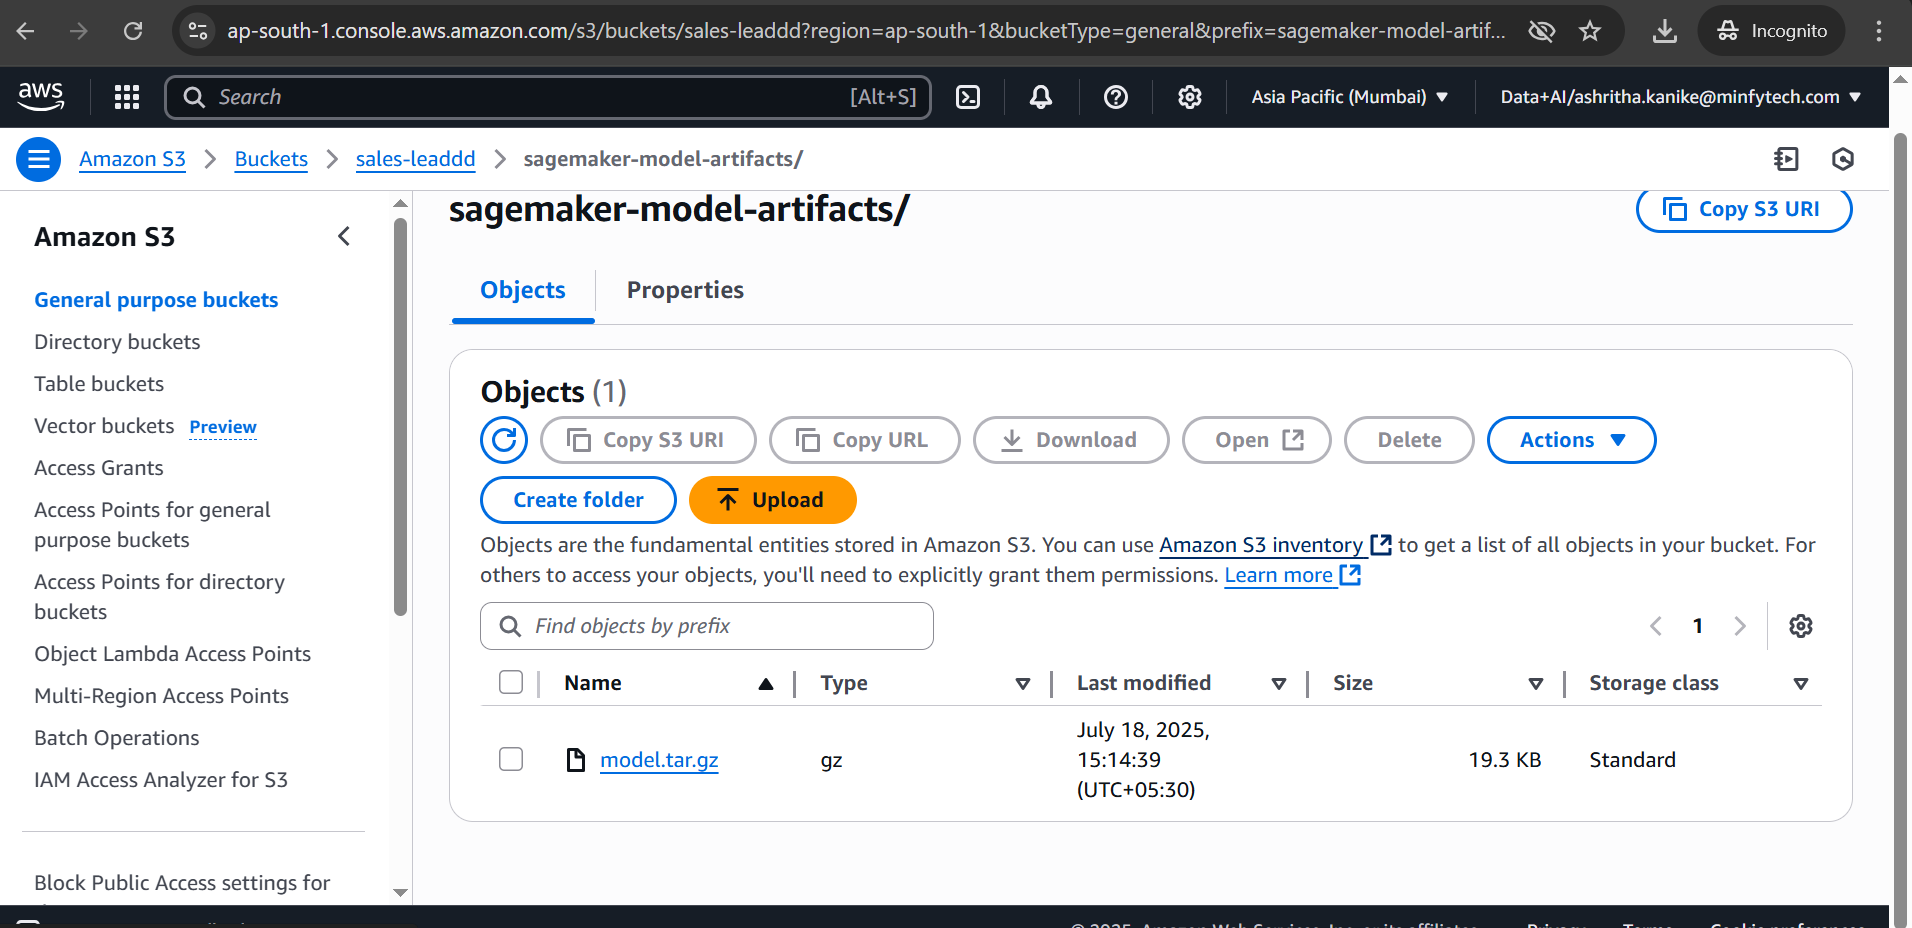 ap-south-1.console.aws.amazon.com/s3/buckets/sales-leaddd?region=ap-south-1&bucketType=general&prefix=sagemaker-model-artif...
Incognito
aws
Search
[Alt+S]
Asia Pacific (Mumbai)
Data+AI/ashritha.kanike@minfytech.com
Amazon S3
Buckets
sales-leaddd
sagemaker-model-artifacts/
Amazon S3
General purpose buckets
Directory buckets
Table buckets
Vector buckets Preview
Access Grants
Access Points for general
purpose buckets
Access Points for directory
buckets
Object Lambda Access Points
Multi-Region Access Points
Batch Operations
IAM Access Analyzer for S3
Block Public Access settings for
sagemaker-model-artifacts/
Copy S3 URI
Objects
Properties
Objects (1)
Copy S3 URI
Copy URL
Download
Open
Delete
Actions
Create folder
Upload
Objects are the fundamental entities stored in Amazon S3. You can use Amazon S3 inventory to get a list of all objects in your bucket. For
others to access your objects, you'll need to explicitly grant them permissions. Learn more
Find objects by prefix
1
Name
Type
Last modified
Size
Storage class
model.tar.gz
gz
July 18, 2025,
15:14:39
(UTC+05:30)
19.3 KB
Standard